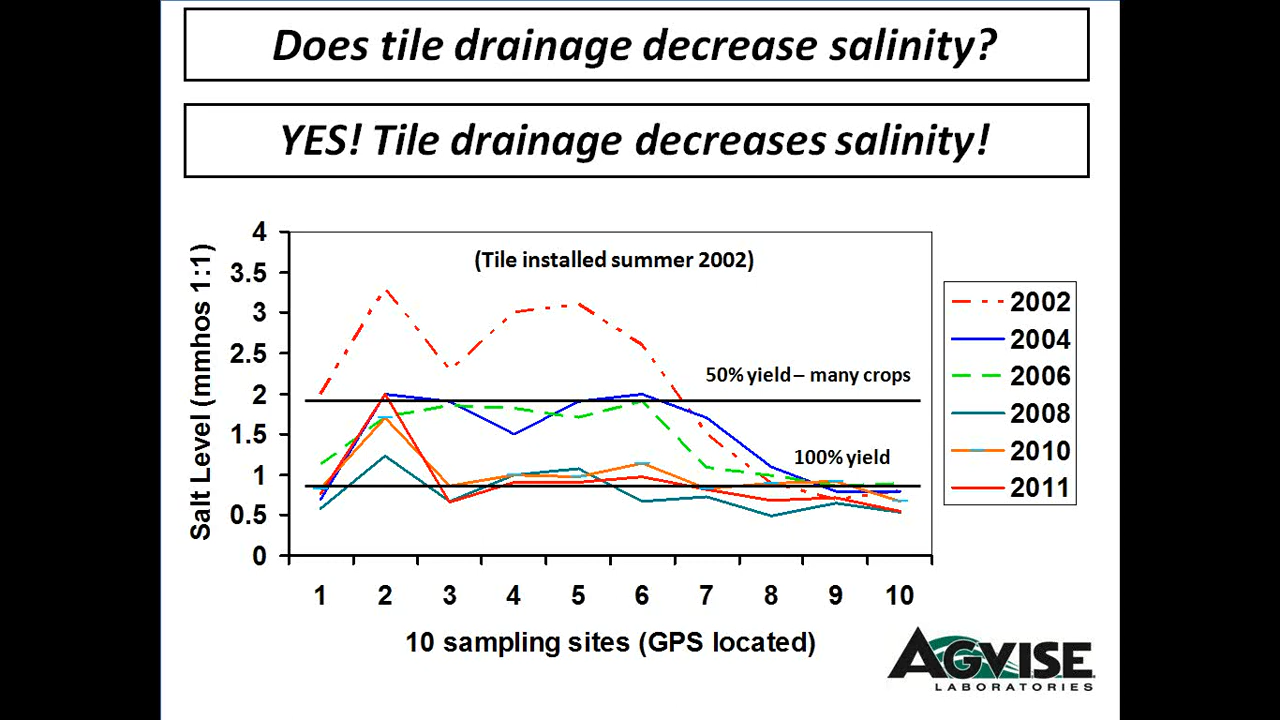 Does tile drainage decrease salinity?
YES! Tile drainage decreases salinity!
(Tile installed summer 2002)
Salt Level (mmhos 1:1)
4
3.5
3
2.5
2
1.5
1
0.5
0
50% yield – many crops
100% yield
2002
2004
2006
2008
2010
2011
1 2 3 4 5 6 7 8 9 10
10 sampling sites (GPS located)
AGVISE
LABORATORIES